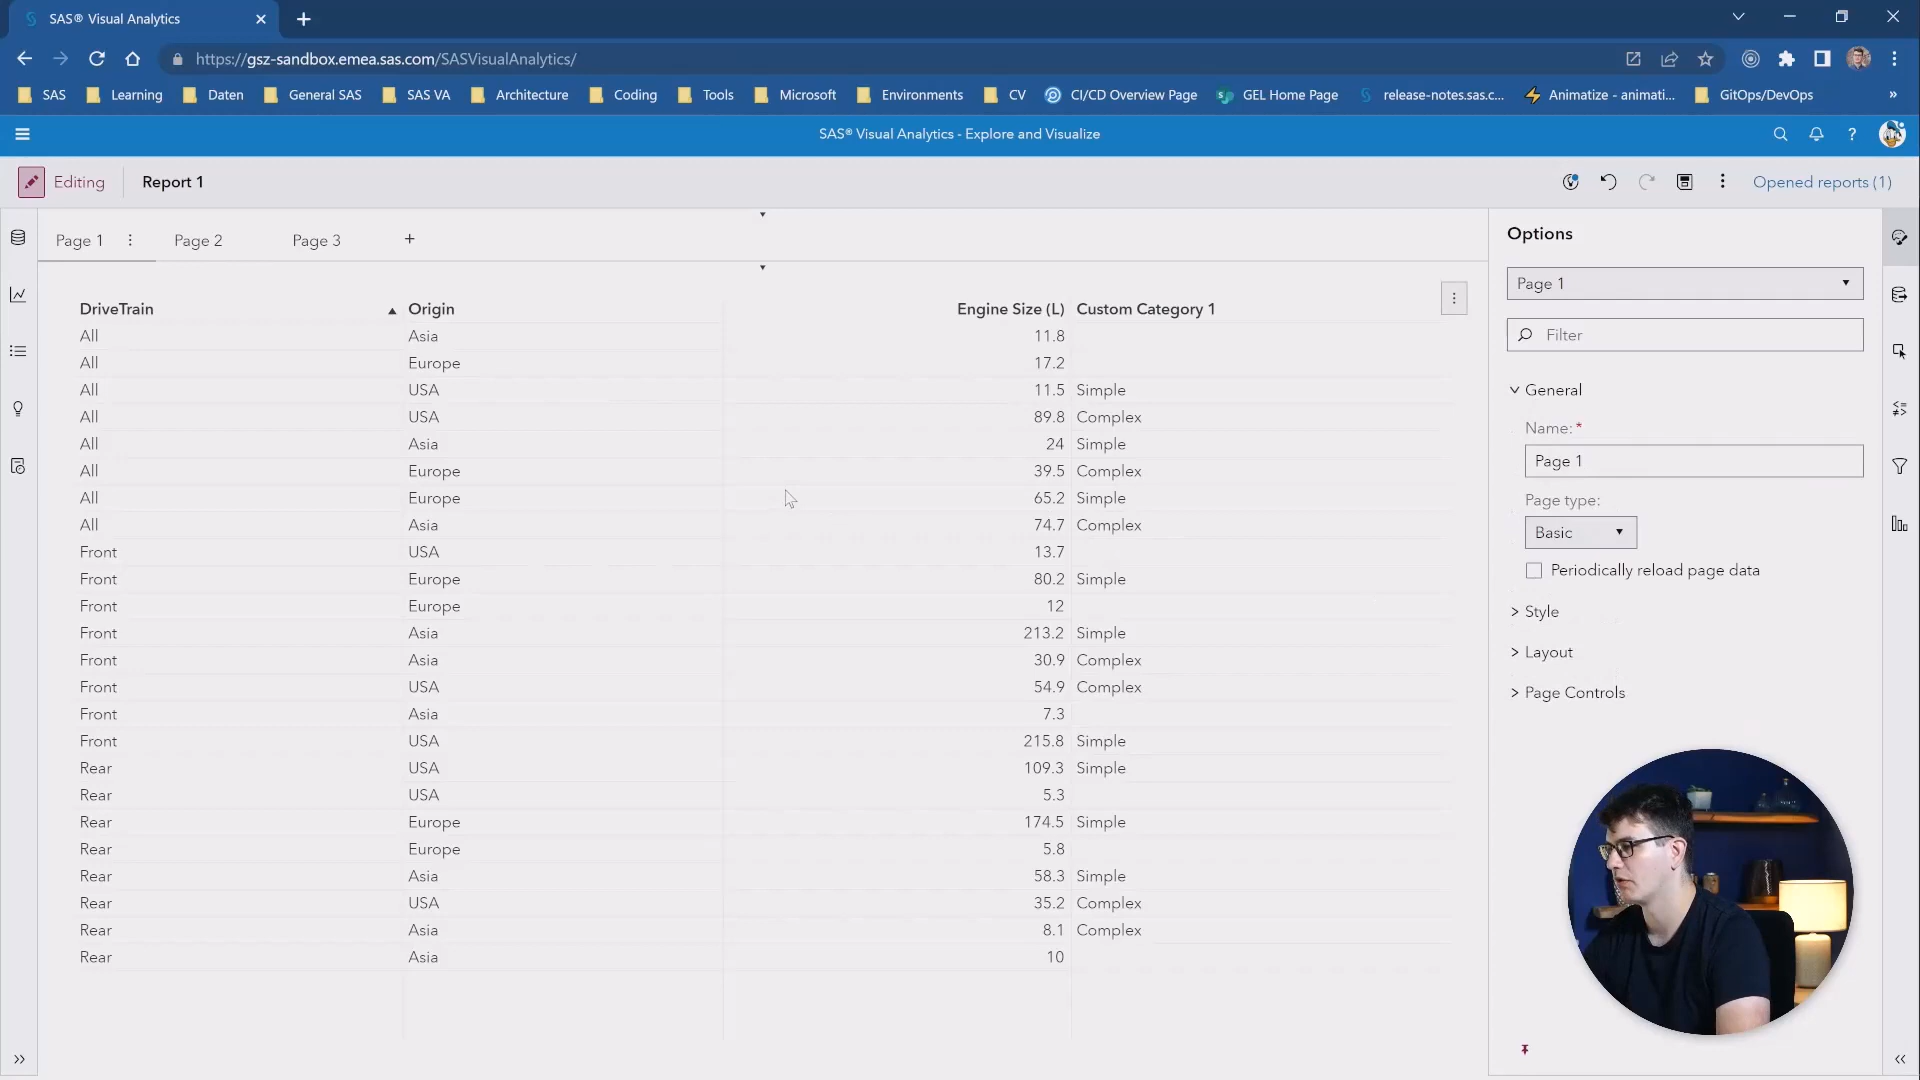 SAS® Visual Analytics
https://gsz-sandbox.emea.sas.com/SASVisualAnalytics/
SAS Learning Daten General SAS SAS VA Architecture Coding Tools Microsoft Environments CV CI/CD Overview Page GEL Home Page release-notes.sas.c... Animatize - animati... GitOps/DevOps »
SAS® Visual Analytics - Explore and Visualize
Editing Report 1 Opened reports (1)
Page 1 Page 2 Page 3 +
DriveTrain Origin Engine Size (L) Custom Category 1
All Asia 11.8
All Europe 17.2
All USA 11.5 Simple
All USA 89.8 Complex
All Asia 24 Simple
All Europe 39.5 Complex
All Europe 65.2 Simple
All Asia 74.7 Complex
Front USA 13.7
Front Europe 80.2 Simple
Front Europe 12
Front Asia 213.2 Simple
Front Asia 30.9 Complex
Front USA 54.9 Complex
Front Asia 7.3
Front USA 215.8 Simple
Rear USA 109.3 Simple
Rear USA 5.3
Rear Europe 174.5 Simple
Rear Europe 5.8
Rear Asia 58.3 Simple
Rear USA 35.2 Complex
Rear Asia 8.1 Complex
Rear Asia 10
Options
Page 1
Filter
General
Name: *
Page 1
Page type:
Basic
Periodically reload page data
Style
Layout
Page Controls